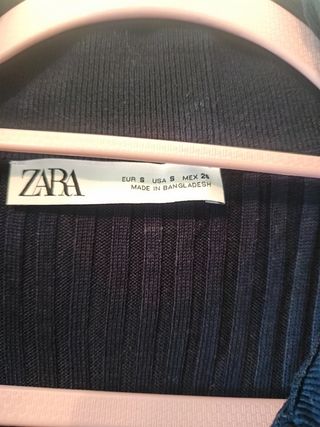 ZARA
EUR S USA S MEX 26
MADE IN BANGLADESH